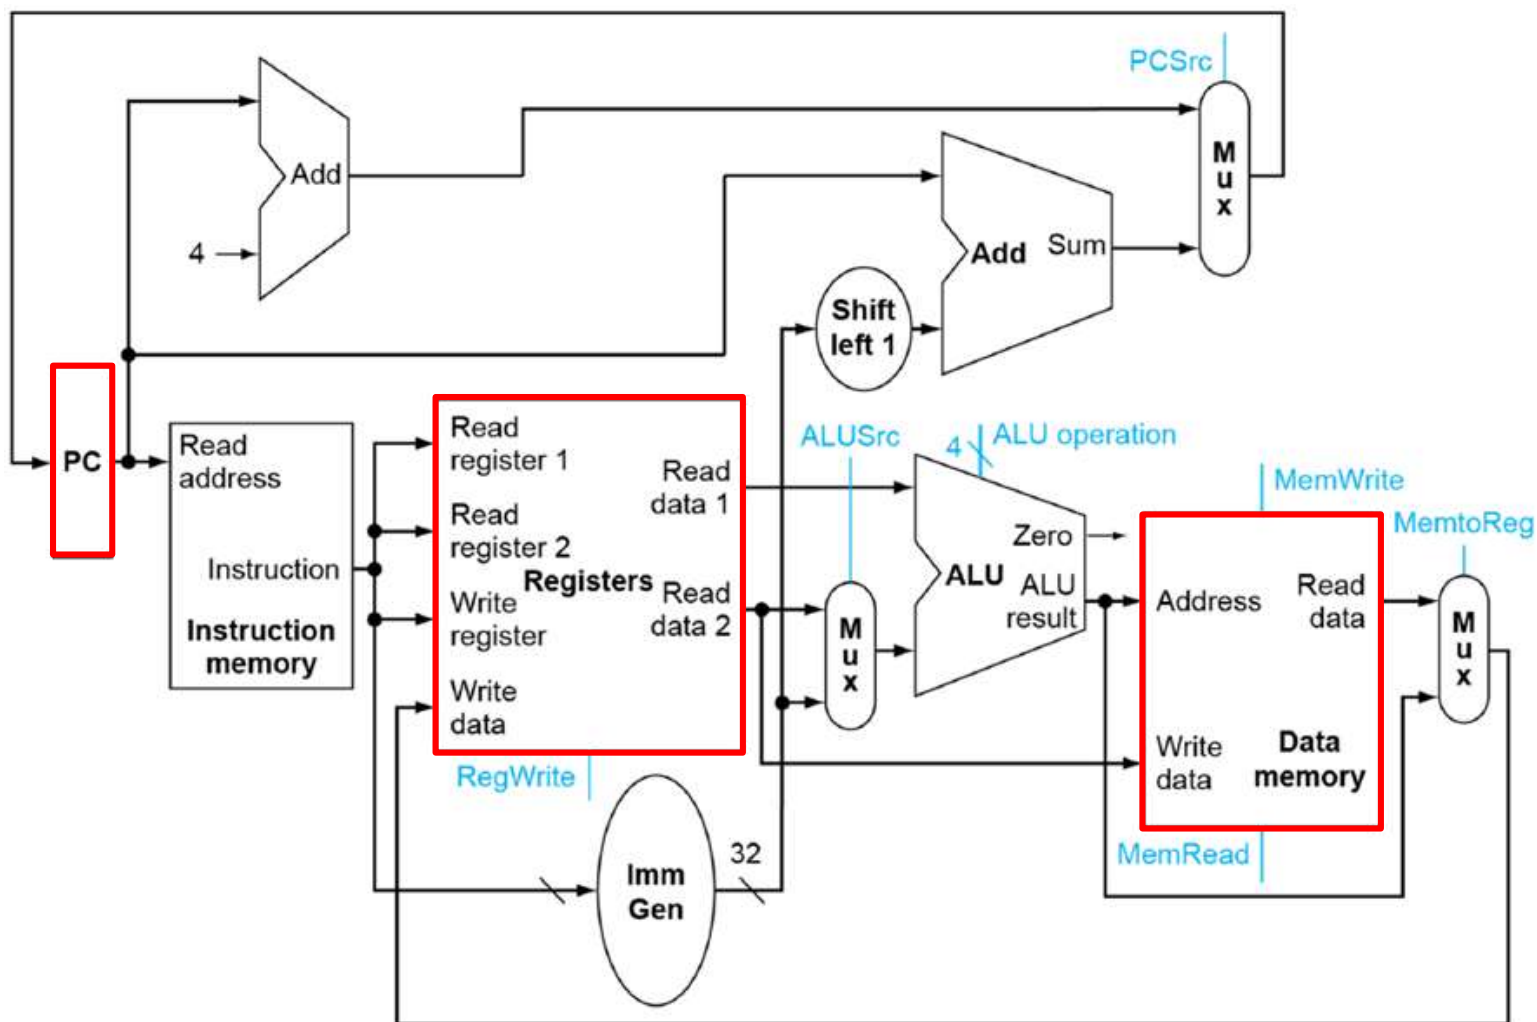 PCSrc
M
u
x
Add
4
Add
Sum
Shift
left 1
PC
Read
address
Instruction
Instruction
memory
Read
register 1
Read
register 2
Registers
Write
register
Write
data
Read
data 1
Read
data 2
RegWrite
Imm
Gen
32
ALUSrc
M
u
x
4
ALU operation
Zero
ALU
ALU
result
MemWrite
Address
Read
data
Write
data
Data
memory
MemRead
MemtoReg
M
u
x